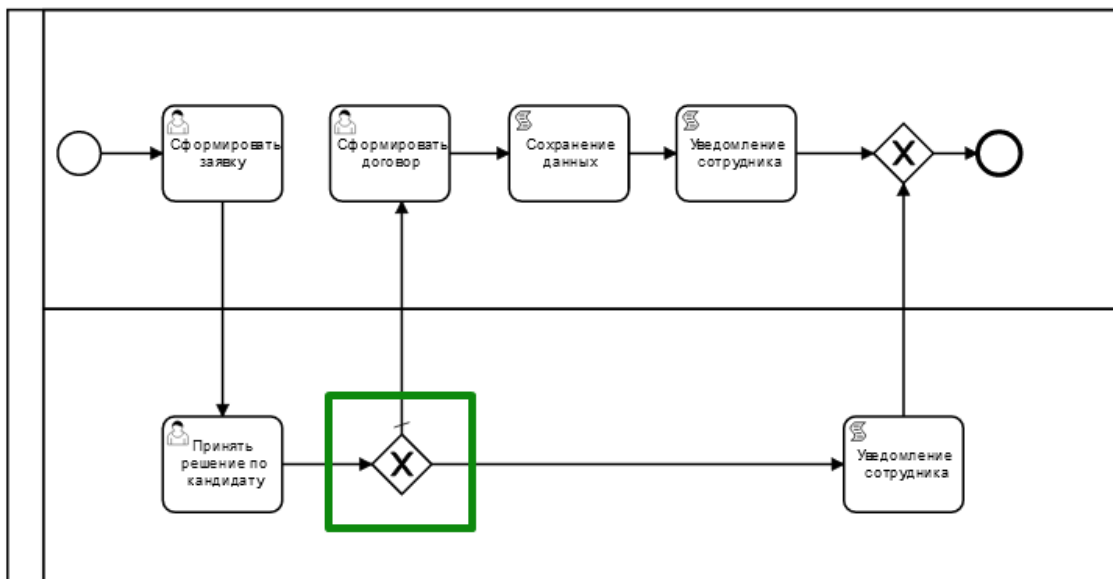 Сформировать
заявку
Сформировать
договор
Сохранение
данных
Уведомление
сотрудника
Принять
решение по
кандидату
Уведомление
сотрудника